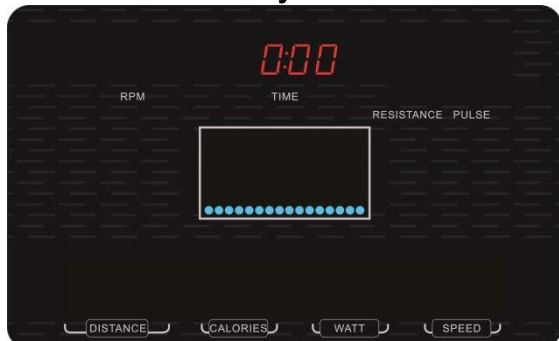 0:00
RPM TIME
RESISTANCE PULSE
DISTANCE CALORIES WATT SPEED